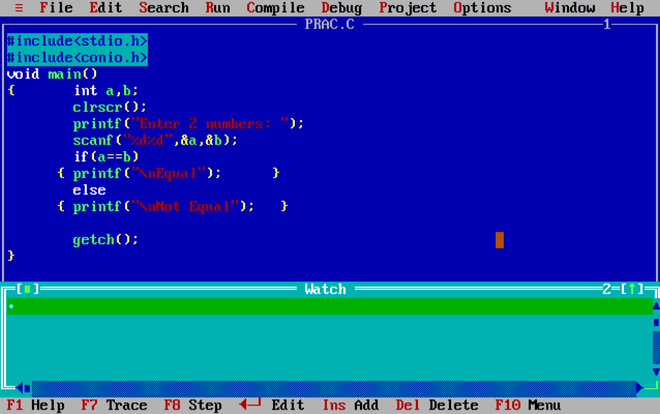 ≡ File Edit Search Run Compile Debug Project Options Window Help
PRAC.C 1
#include<stdio.h>
#include<conio.h>
void main()
{ int a,b;
clrscr();
printf("Enter 2 numbers: ");
scanf("%d%d",&a,&b);
if(a==b)
{ printf("\nEqual"); }
else
{ printf("\nNot Equal"); }
getch();
}
[■] Watch 2=[↑]
F1 Help F7 Trace F8 Step ←┘ Edit Ins Add Del Delete F10 Menu